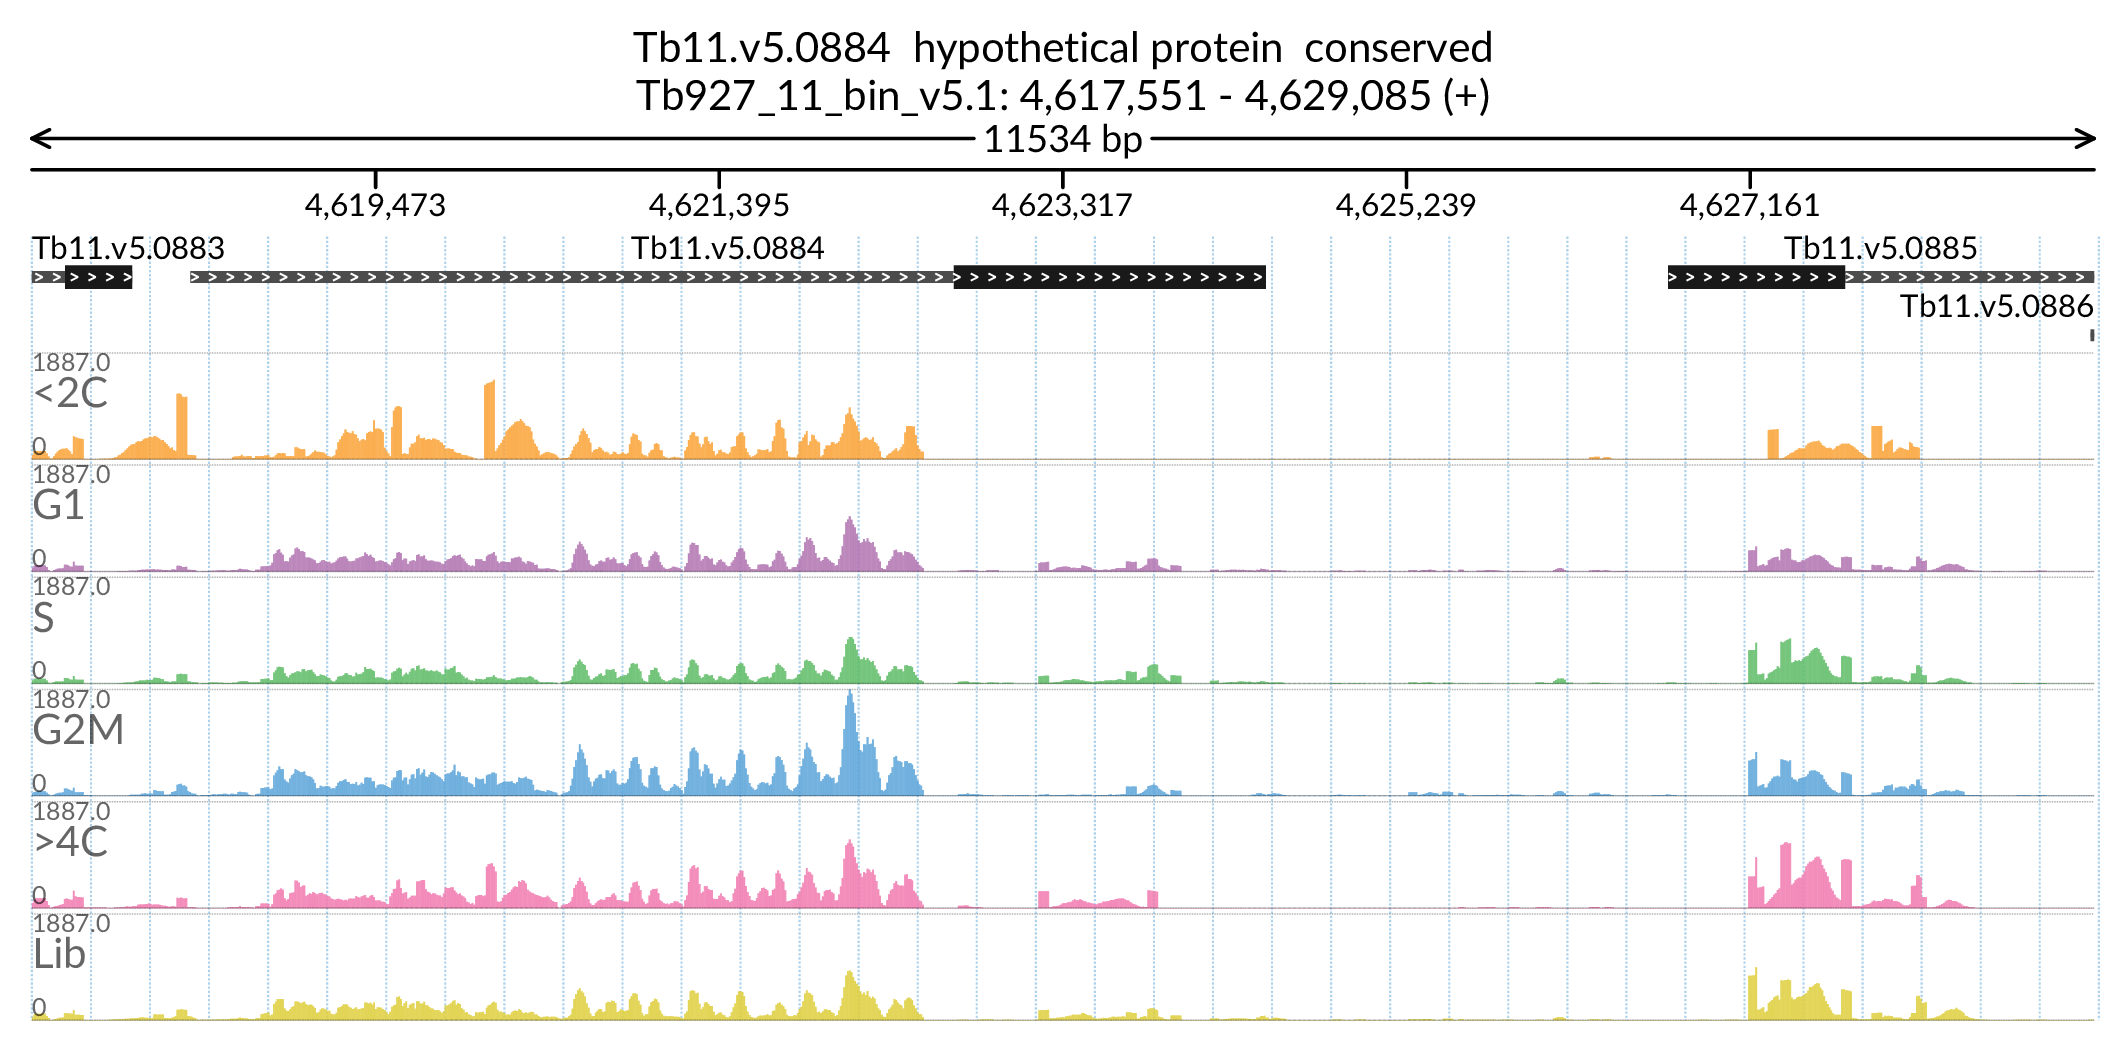 Tb11.v5.0884 hypothetical protein conserved
Tb927_11_bin_v5.1: 4,617,551 - 4,629,085 (+)
11534 bp
4,619,473 4,621,395 4,623,317 4,625,239 4,627,161
Tb11.v5.0883 Tb11.v5.0884 Tb11.v5.0885
Tb11.v5.0886
1887.0
<2C
0
1887.0
G1
0
1887.0
S
0
1887.0
G2M
0
1887.0
>4C
0
1887.0
Lib
0